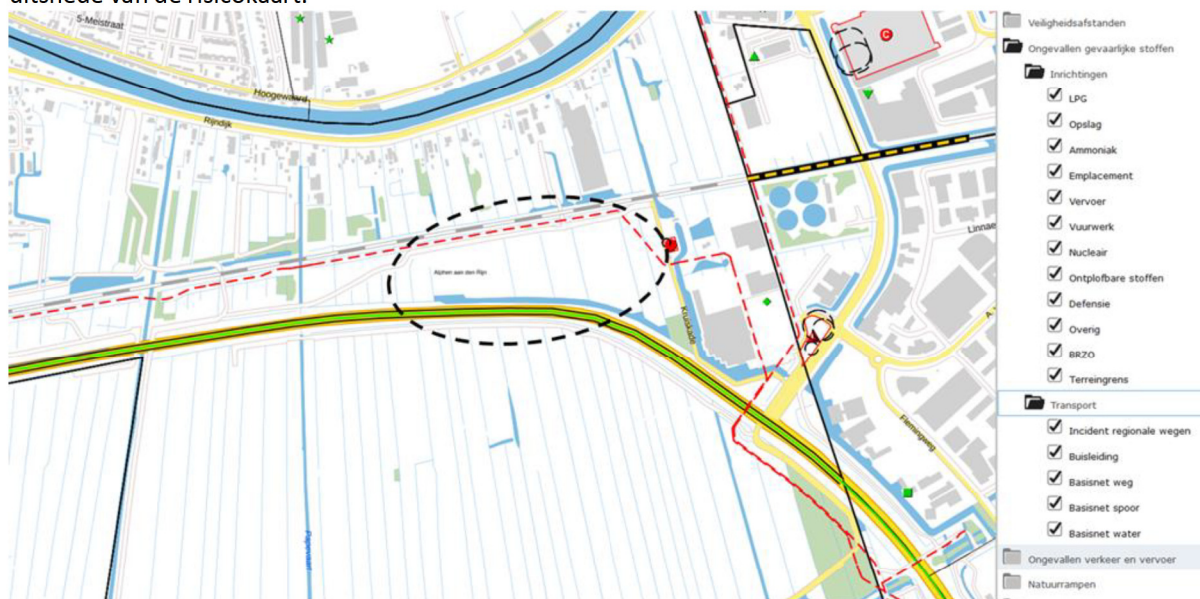 uitsnede van de risicokaart.
5-Meistraat
Hoogewaard
Rijndijk
C
Linnae
Alphen aan den Rijn
Kruiskade
A.
Flemingweg
Papenvaart
Veiligheidsafstanden
Ongevallen gevaarlijke stoffen
Inrichtingen
LPG
Opslag
Ammoniak
Emplacement
Vervoer
Vuurwerk
Nucleair
Ontplofbare stoffen
Defensie
Overig
BRZO
Terreingrens
Transport
Incident regionale wegen
Buisleiding
Basisnet weg
Basisnet spoor
Basisnet water
Ongevallen verkeer en vervoer
Natuurrampen